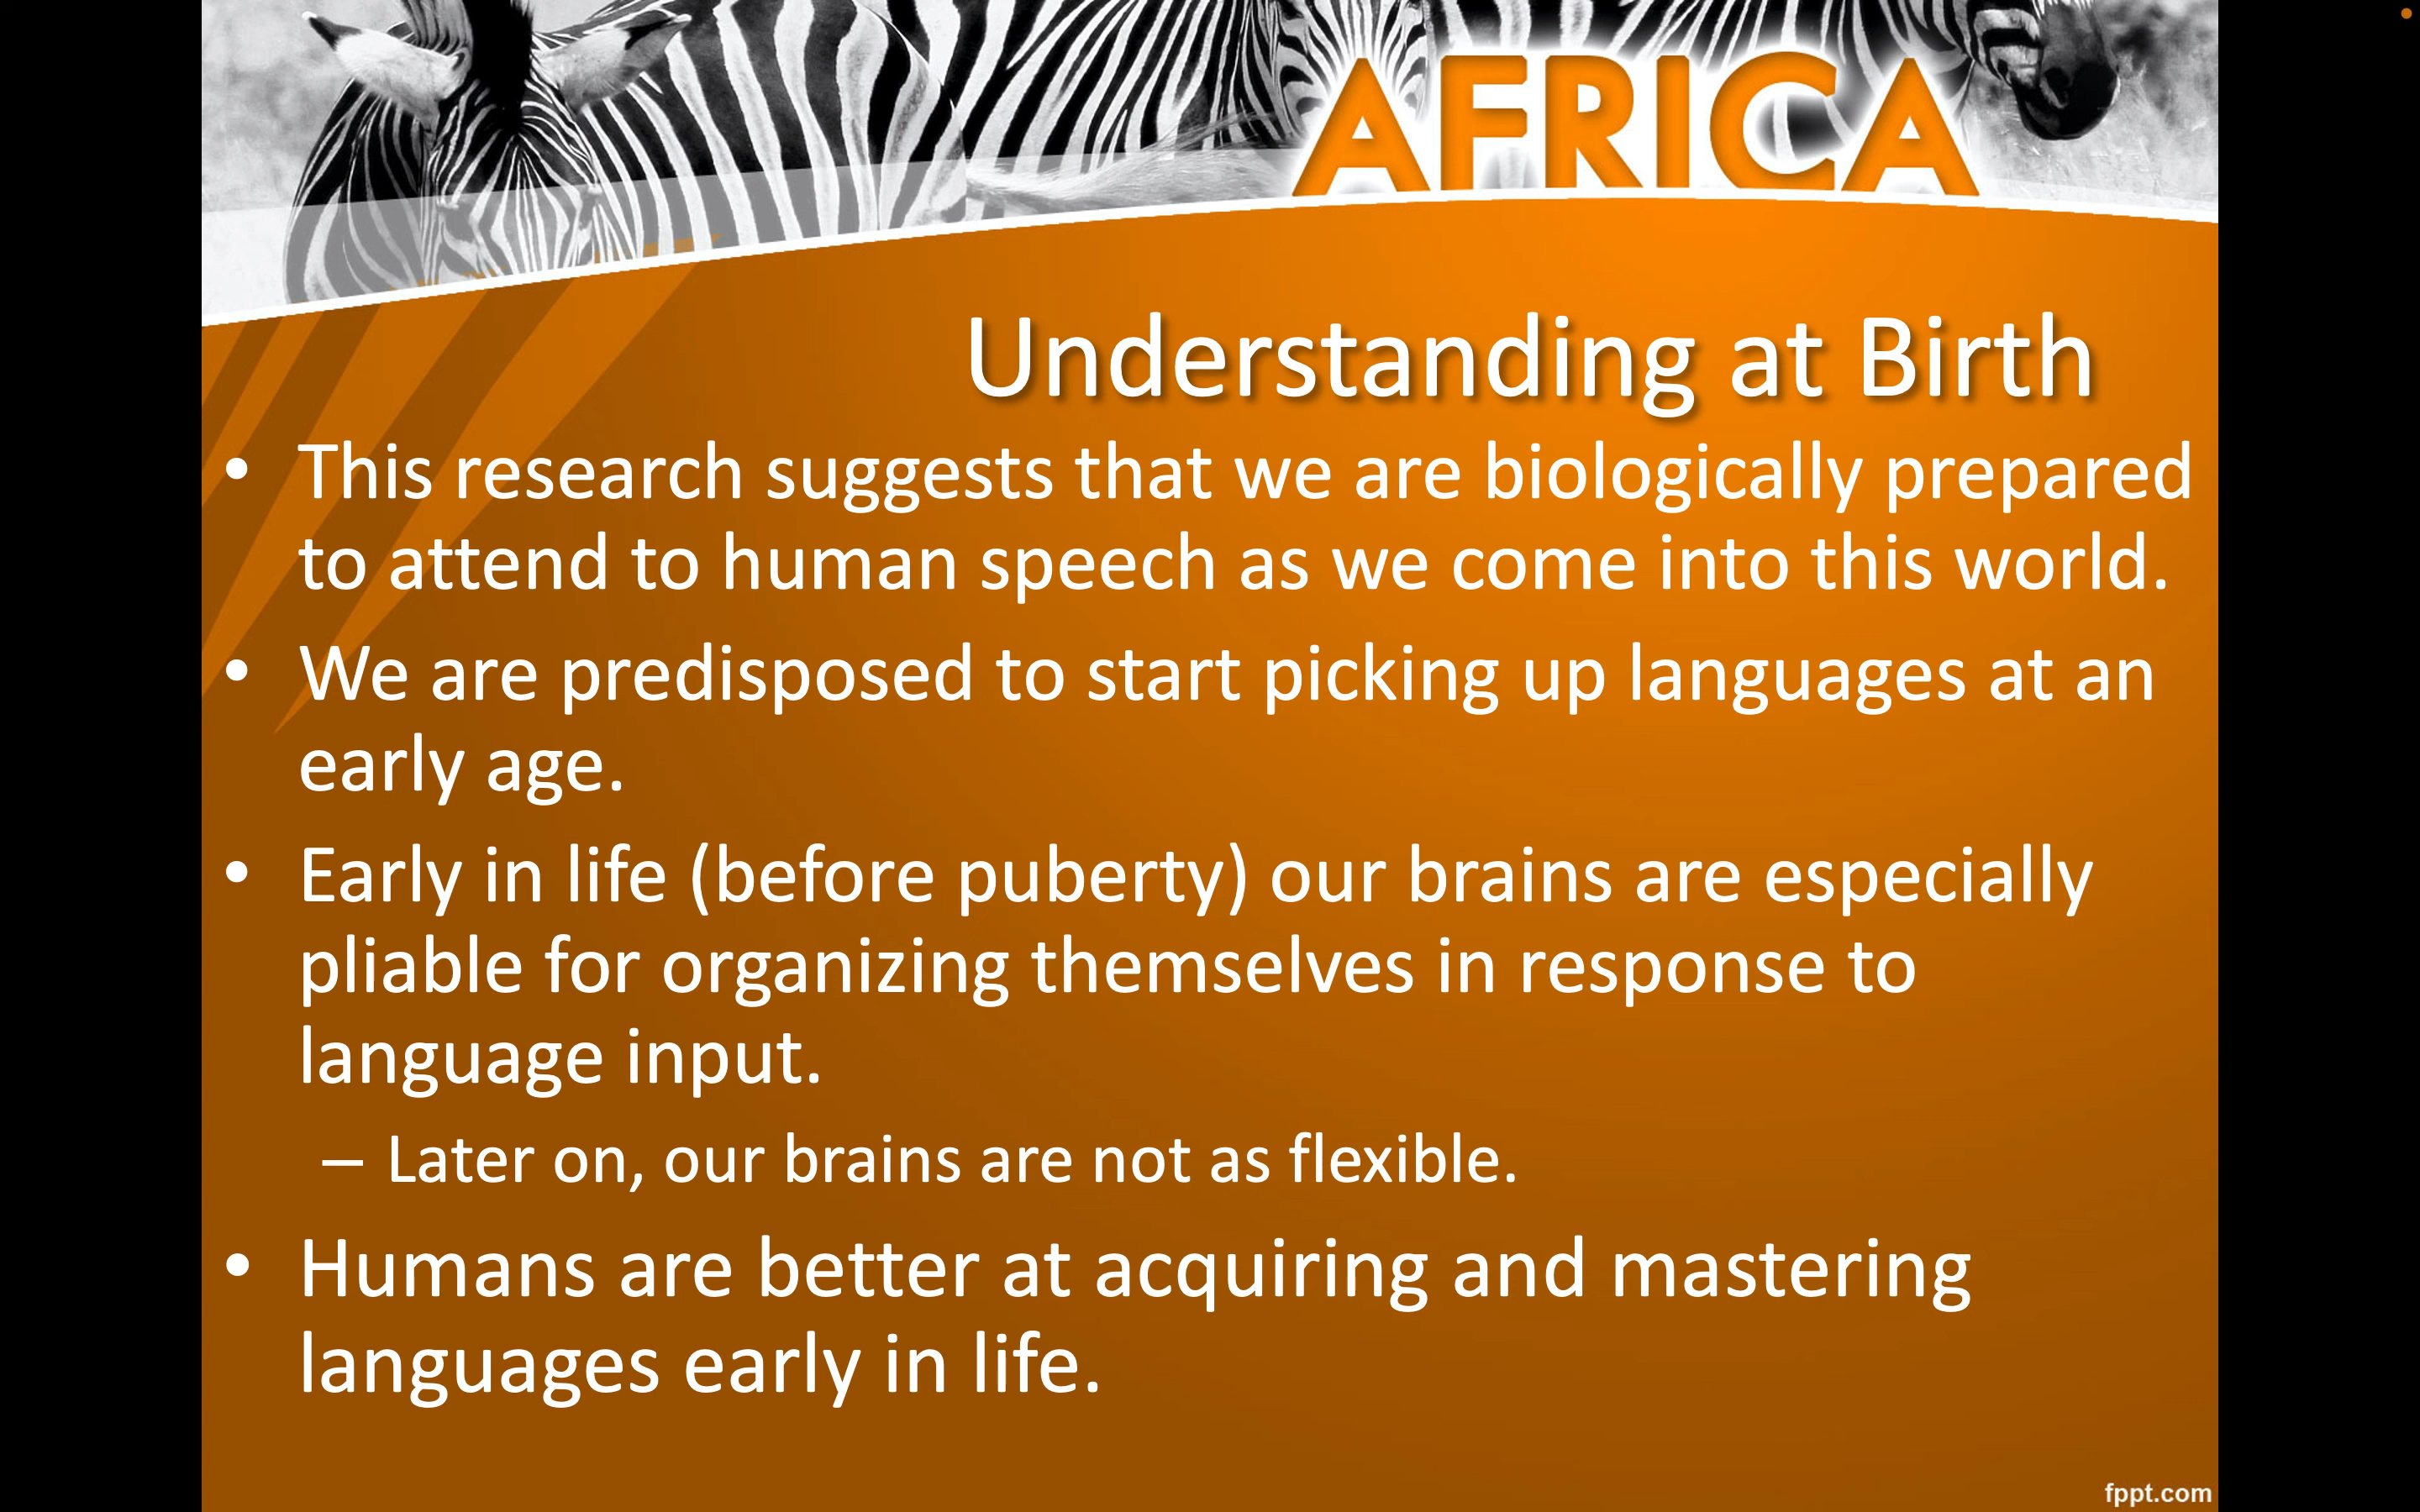 AFRICA
Understanding at Birth
• This research suggests that we are biologically prepared
to attend to human speech as we come into this world.
• We are predisposed to start picking up languages at an
early age.
• Early in life (before puberty) our brains are especially
pliable for organizing themselves in response to
language input.
– Later on, our brains are not as flexible.
• Humans are better at acquiring and mastering
languages early in life.
fppt.com